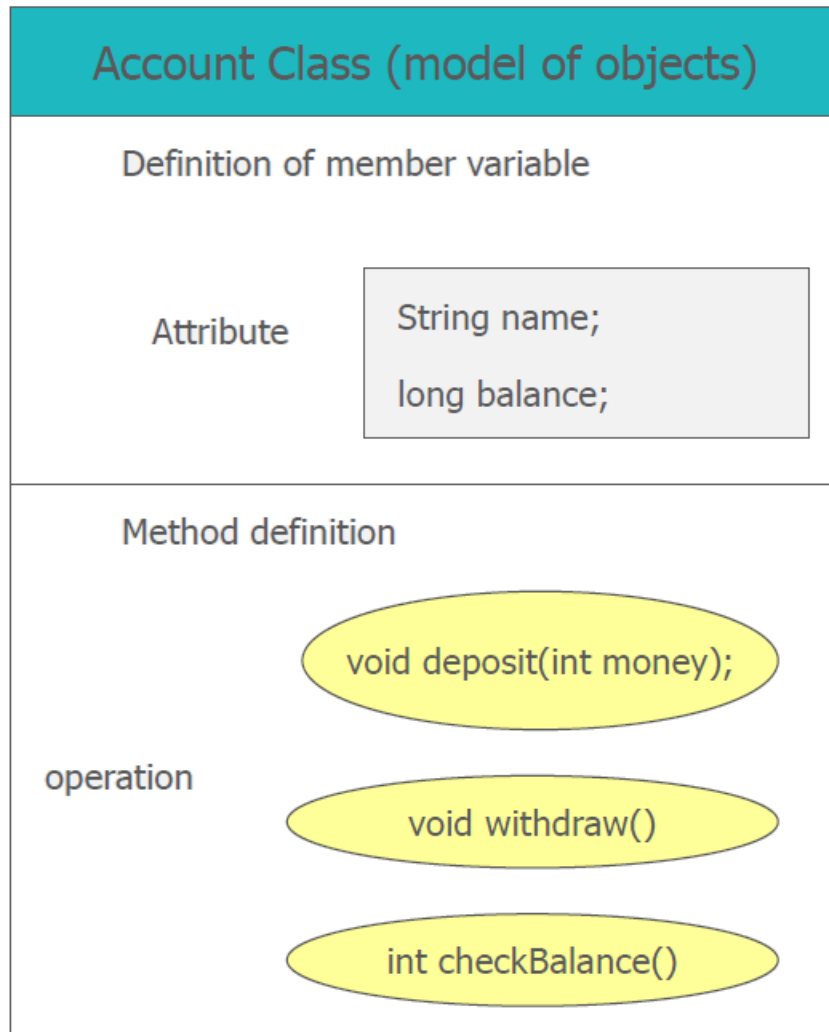 Account Class (model of objects)
Definition of member variable
Attribute
String name;
long balance;
Method definition
void deposit(int money);
operation
void withdraw()
int checkBalance()